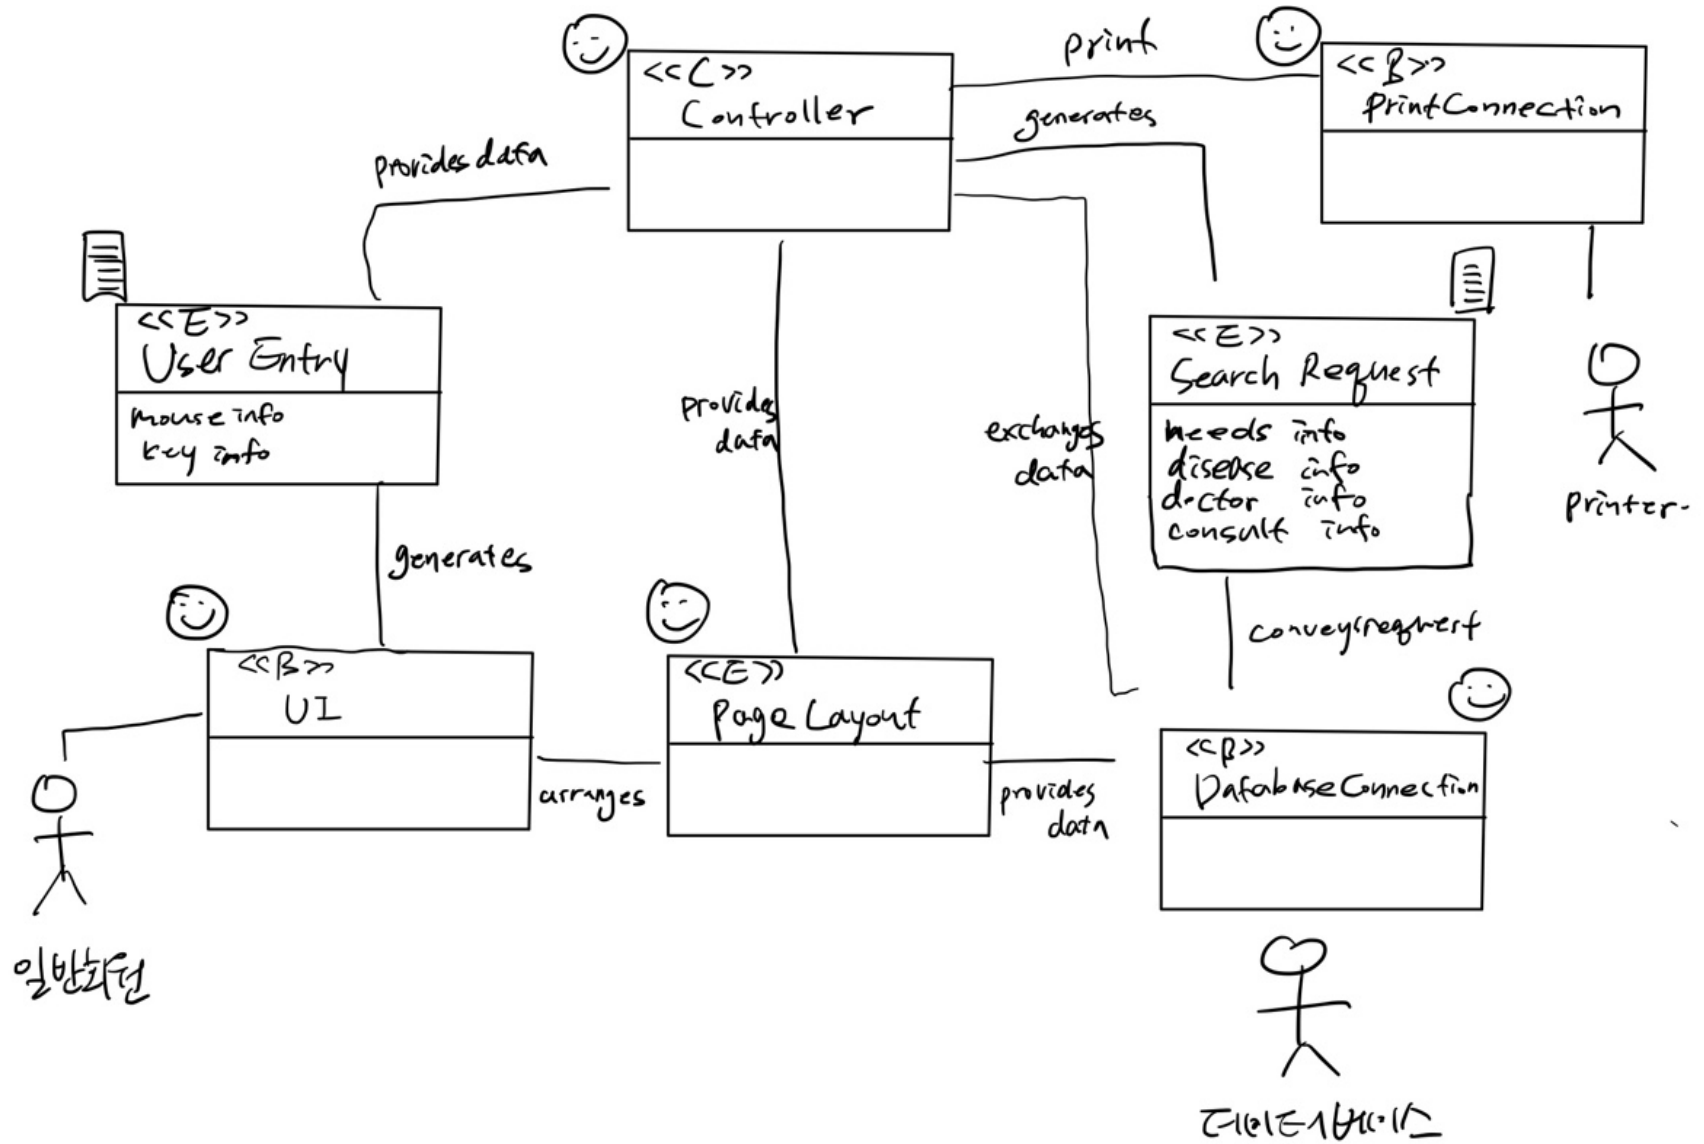 <<C>>
Controller
print
<<B>>
PrintConnection
generates
provides data
<<E>>
User Entry
mouse info
key info
<<E>>
Search Request
needs info
disease info
doctor info
consult info
printer
provides
data
exchanges
data
generates
conveys request
<<B>>
UI
<<E>>
Page Layout
<<B>>
DatabaseConnection
arranges
provides
data
일반회원
데이터베이스